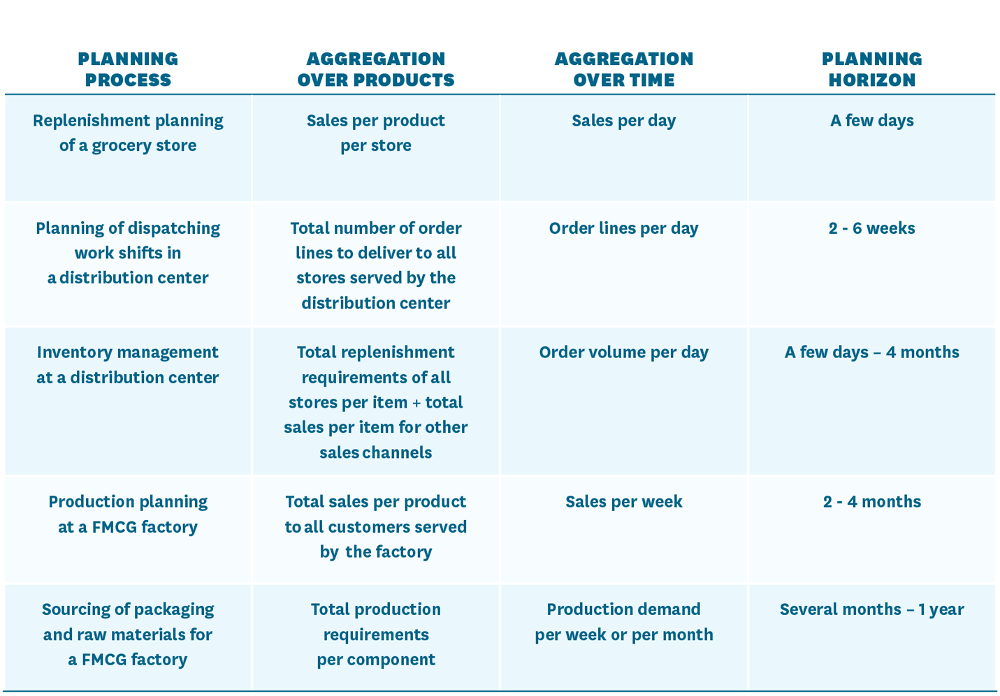 PLANNING
PROCESS
AGGREGATION
OVER PRODUCTS
AGGREGATION
OVER TIME
PLANNING
HORIZON
Replenishment planning
of a grocery store
Sales per product
per store
Sales per day
A few days
Planning of dispatching
work shifts in
a distribution center
Total number of order
lines to deliver to all
stores served by the
distribution center
Order lines per day
2 - 6 weeks
Inventory management
at a distribution center
Total replenishment
requirements of all
stores per item + total
sales per item for other
sales channels
Order volume per day
A few days – 4 months
Production planning
at a FMCG factory
Total sales per product
to all customers served
by the factory
Sales per week
2 - 4 months
Sourcing of packaging
and raw materials for
a FMCG factory
Total production
requirements
per component
Production demand
per week or per month
Several months – 1 year